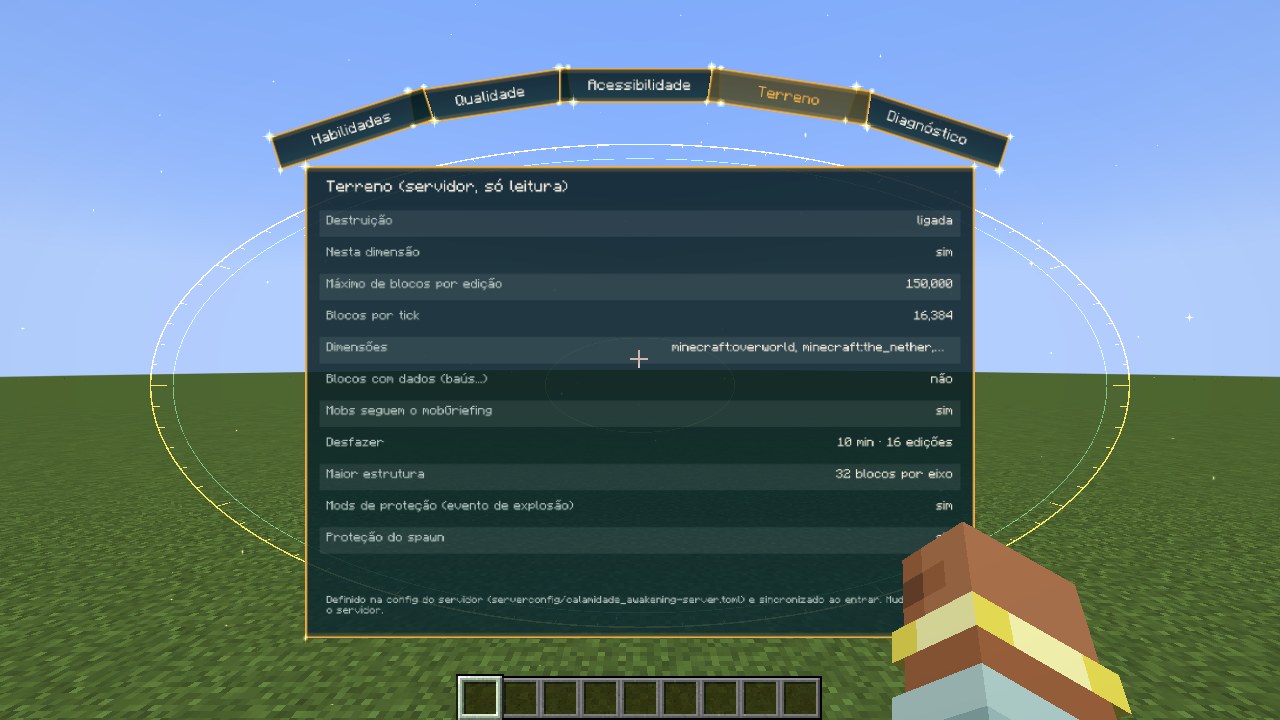 Habilidades
Qualidade
Acessibilidade
Terreno
Diagnóstico
Terreno (servidor, só leitura)
Destruição ligada
Nesta dimensão sim
Máximo de blocos por edição 150,000
Blocos por tick 16,384
Dimensões minecraft:overworld, minecraft:the_nether,...
Blocos com dados (baús...) não
Mobs seguem o mobGriefing sim
Desfazer 10 min · 16 edições
Maior estrutura 32 blocos por eixo
Mods de proteção (evento de explosão) sim
Proteção do spawn
Definido na config do servidor (serverconfig/calamidade_awakening-server.toml) e sincronizado ao entrar.
o servidor.